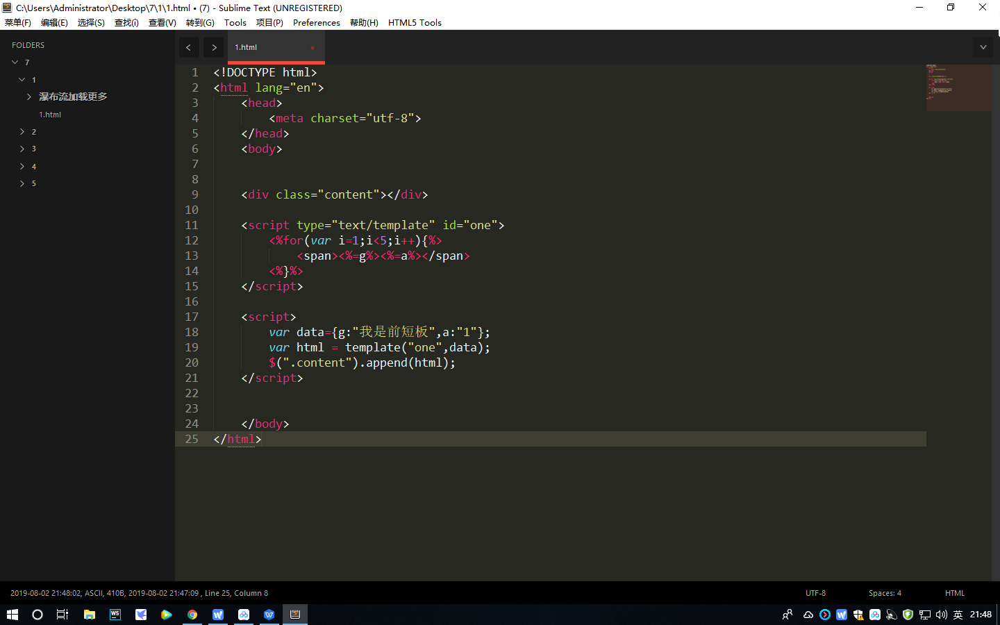 C:\Users\Administrator\Desktop\7\1\1.html • (7) - Sublime Text (UNREGISTERED)
菜单(F) 编辑(E) 选择(S) 查找(i) 查看(V) 转到(G) Tools 项目(P) Preferences 帮助(H) HTML5 Tools
FOLDERS
7
1
瀑布流加载更多
1.html
2
3
4
5
1.html
1 <!DOCTYPE html>
2 <html lang="en">
3 <head>
4 <meta charset="utf-8">
5 </head>
6 <body>
7
8
9 <div class="content"></div>
10
11 <script type="text/template" id="one">
12 <%for(var i=1;i<5;i++){%>
13 <span><%=g%><%=a%></span>
14 <%}%>
15 </script>
16
17 <script>
18 var data={g:"我是前短板",a:"1"};
19 var html = template("one",data);
20 $(".content").append(html);
21 </script>
22
23
24 </body>
25 </html>
2019-08-02 21:48:02, ASCII, 410B, 2019-08-02 21:47:09 , Line 25, Column 8
UTF-8 Spaces: 4 HTML
WS
英 21:48